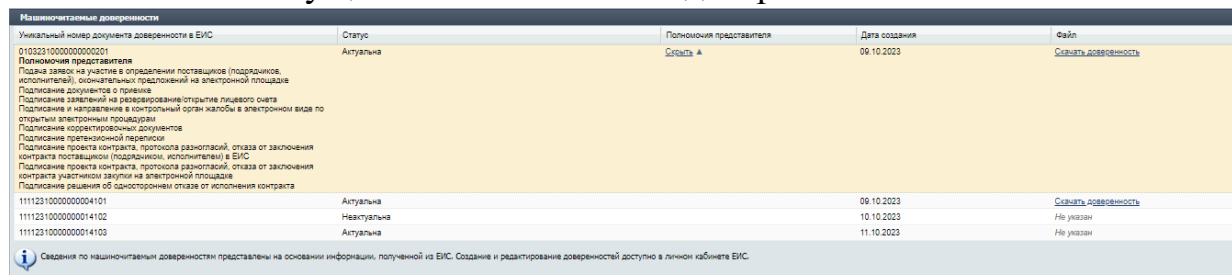 Машиночитаемые доверенности
Уникальный номер документа доверенности в ЕИС Статус Полномочия представителя Дата создания Файл
01032310000000000201 Актуальна Скрыть ▲ 09.10.2023 Скачать доверенность
Полномочия представителя
Подача заявок на участие в определении поставщиков (подрядчиков,
исполнителей), окончательных предложений на электронной площадке
Подписание документов о приемке
Подписание заявлений на резервирование/открытие лицевого счета
Подписание и направление в контрольный орган жалобы в электронном виде по
открытым электронным процедурам
Подписание корректировочных документов
Подписание претензионной переписки
Подписание проекта контракта, протокола разногласий, отказа от заключения
контракта поставщиком (подрядчиком, исполнителем) в ЕИС
Подписание проекта контракта, протокола разногласий, отказа от заключения
контракта участником закупки на электронной площадке
Подписание решения об одностороннем отказе от исполнения контракта
11112310000000004101 Актуальна 09.10.2023 Скачать доверенность
11112310000000014102 Неактуальна 10.10.2023 Не указан
11112310000000014103 Актуальна 11.10.2023 Не указан
Сведения по машиночитаемым доверенностям представлены на основании информации, полученной из ЕИС. Создание и редактирование доверенностей доступно в личном кабинете ЕИС.